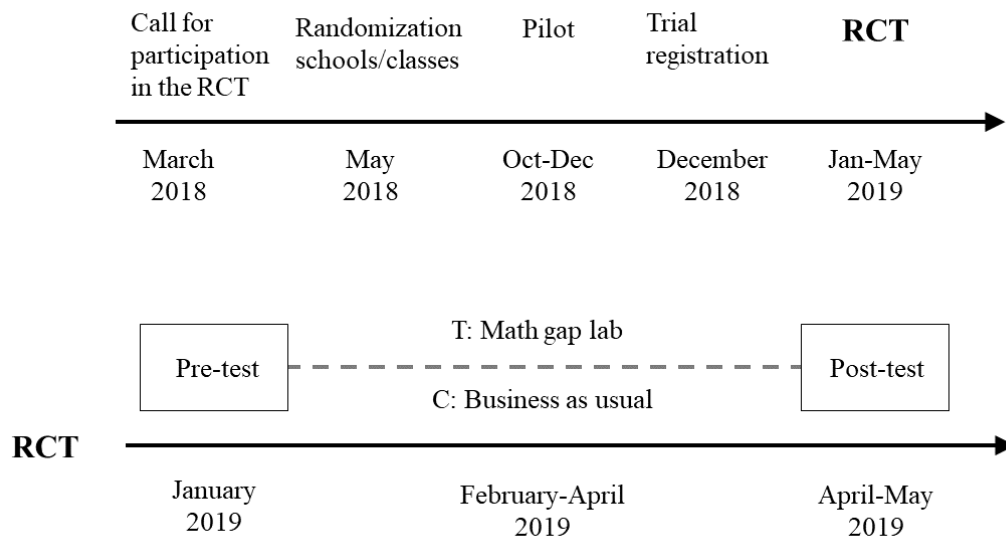 Call for
participation
in the RCT
Randomization
schools/classes
Pilot
Trial
registration
RCT
March
2018
May
2018
Oct-Dec
2018
December
2018
Jan-May
2019
Pre-test
T: Math gap lab
C: Business as usual
Post-test
RCT
January
2019
February-April
2019
April-May
2019